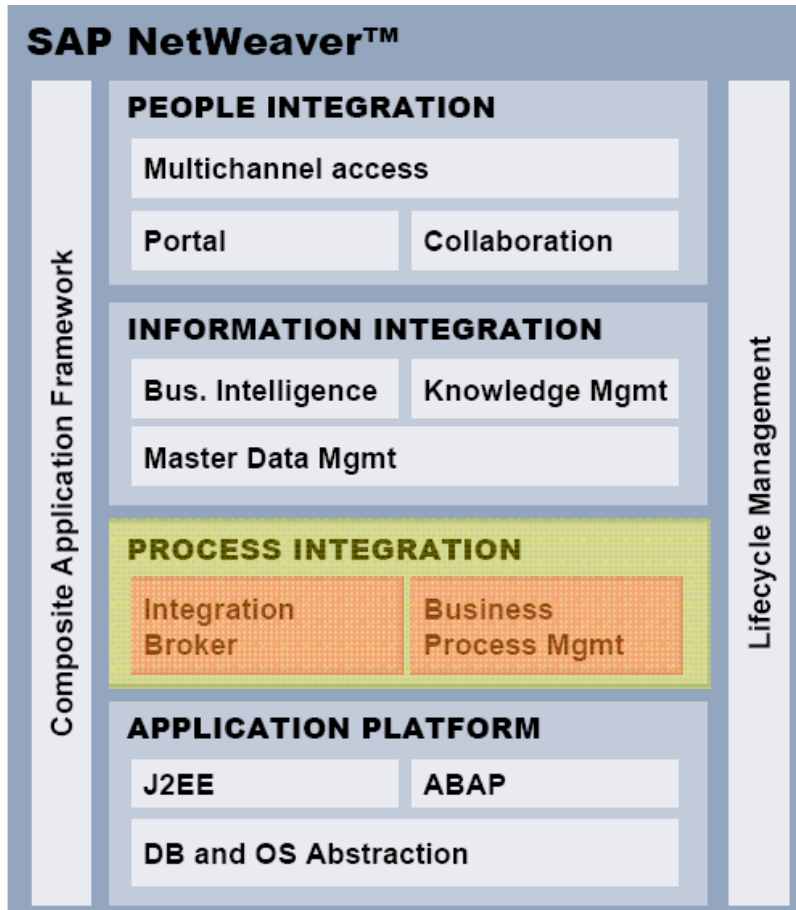 SAP NetWeaver™
Composite Application Framework
PEOPLE INTEGRATION
Multichannel access
Portal
Collaboration
INFORMATION INTEGRATION
Bus. Intelligence
Knowledge Mgmt
Master Data Mgmt
PROCESS INTEGRATION
Integration
Broker
Business
Process Mgmt
APPLICATION PLATFORM
J2EE
ABAP
DB and OS Abstraction
Lifecycle Management